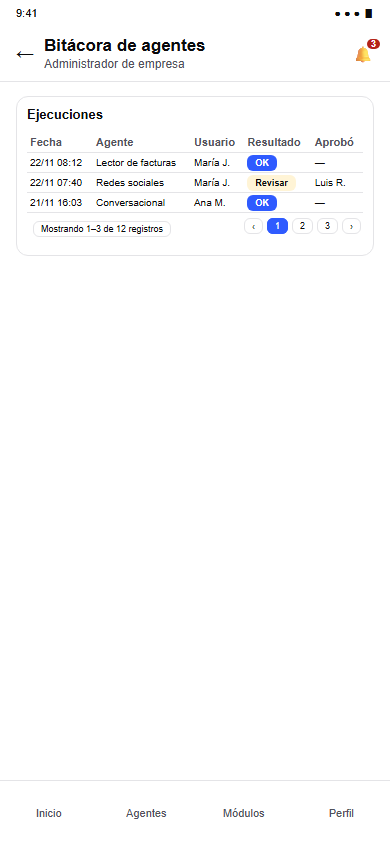 9:41
←
Bitácora de agentes
Administrador de empresa
3
Ejecuciones
Fecha Agente Usuario Resultado Aprobó
22/11 08:12 Lector de facturas María J. OK —
22/11 07:40 Redes sociales María J. Revisar Luis R.
21/11 16:03 Conversacional Ana M. OK —
Mostrando 1–3 de 12 registros ‹ 1 2 3 ›
Inicio Agentes Módulos Perfil